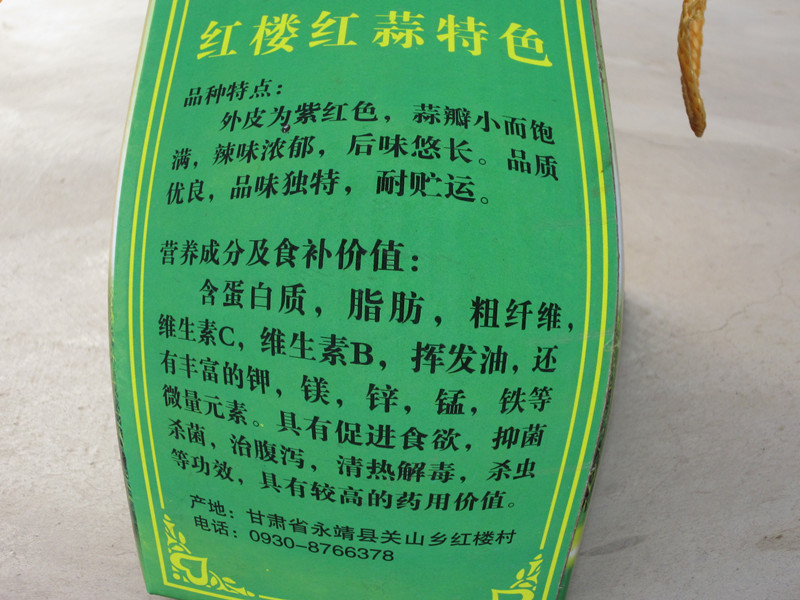 红楼红蒜特色
品种特点：
外皮为紫红色，蒜瓣小而饱
满，辣味浓郁，后味悠长。品质
优良，品味独特，耐贮运。
营养成分及食补价值：
含蛋白质，脂肪，粗纤维，
维生素C，维生素B，挥发油，还
有丰富的钾，镁，锌，锰，铁等
微量元素。具有促进食欲，抑菌
杀菌，治腹泻，清热解毒，杀虫
等功效，具有较高的药用价值。
产地：甘肃省永靖县关山乡红楼村
电话：0930-8766378